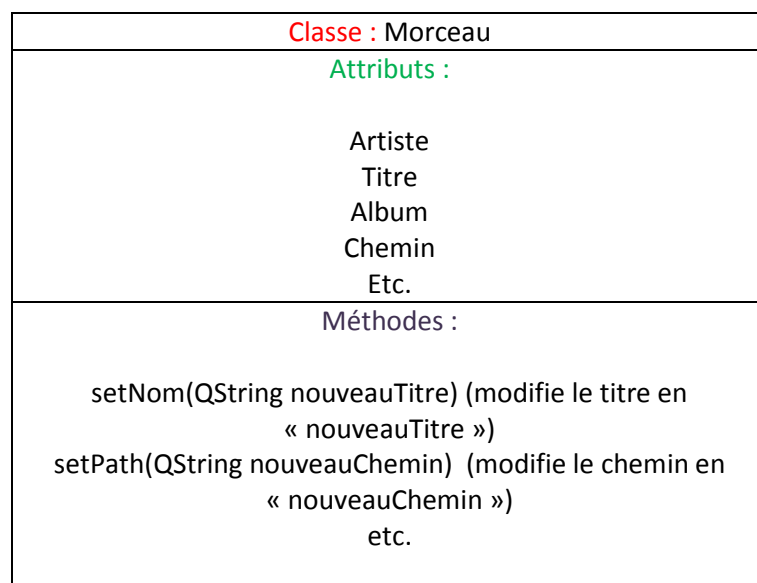 Classe : Morceau
Attributs :
Artiste
Titre
Album
Chemin
Etc.
Méthodes :
setNom(QString nouveauTitre) (modifie le titre en
« nouveauTitre »)
setPath(QString nouveauChemin)  (modifie le chemin en
« nouveauChemin »)
etc.